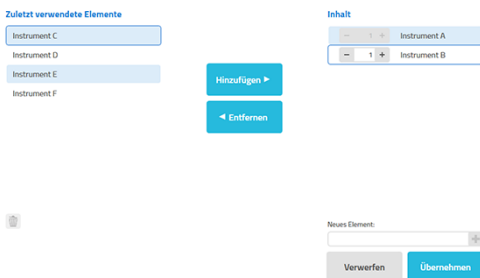 Zuletzt verwendete Elemente
Instrument C
Instrument D
Instrument E
Instrument F
Hinzufügen ►
◄ Entfernen
Inhalt
− 1 + Instrument A
− 1 + Instrument B
Neues Element:
+
Verwerfen
Übernehmen